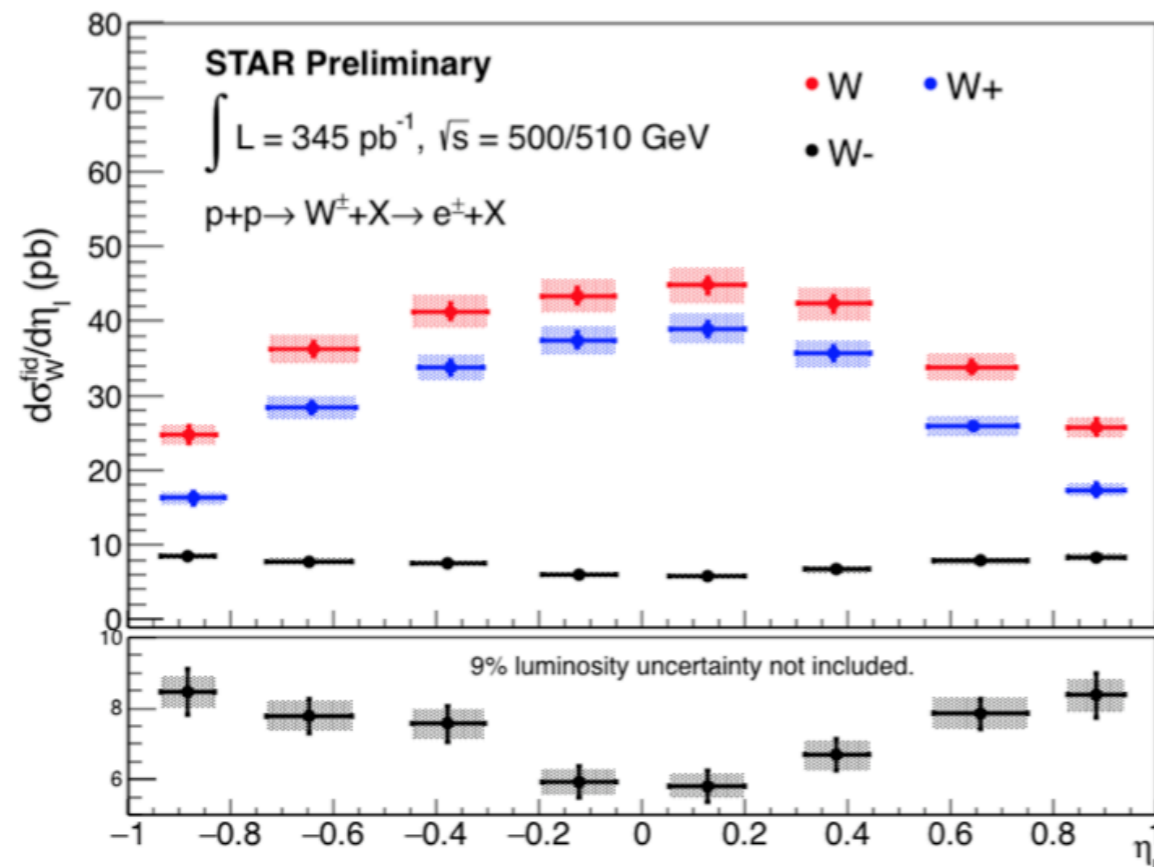 80
70
60
50
40
30
20
10
0
dσ_W^fid/dη_l (pb)
STAR Preliminary
∫ L = 345 pb^-1, √s = 500/510 GeV
p+p→ W^±+X→ e^±+X
W
W+
W-
10
8
6
9% luminosity uncertainty not included.
−1 −0.8 −0.6 −0.4 −0.2 0 0.2 0.4 0.6 0.8 1
η